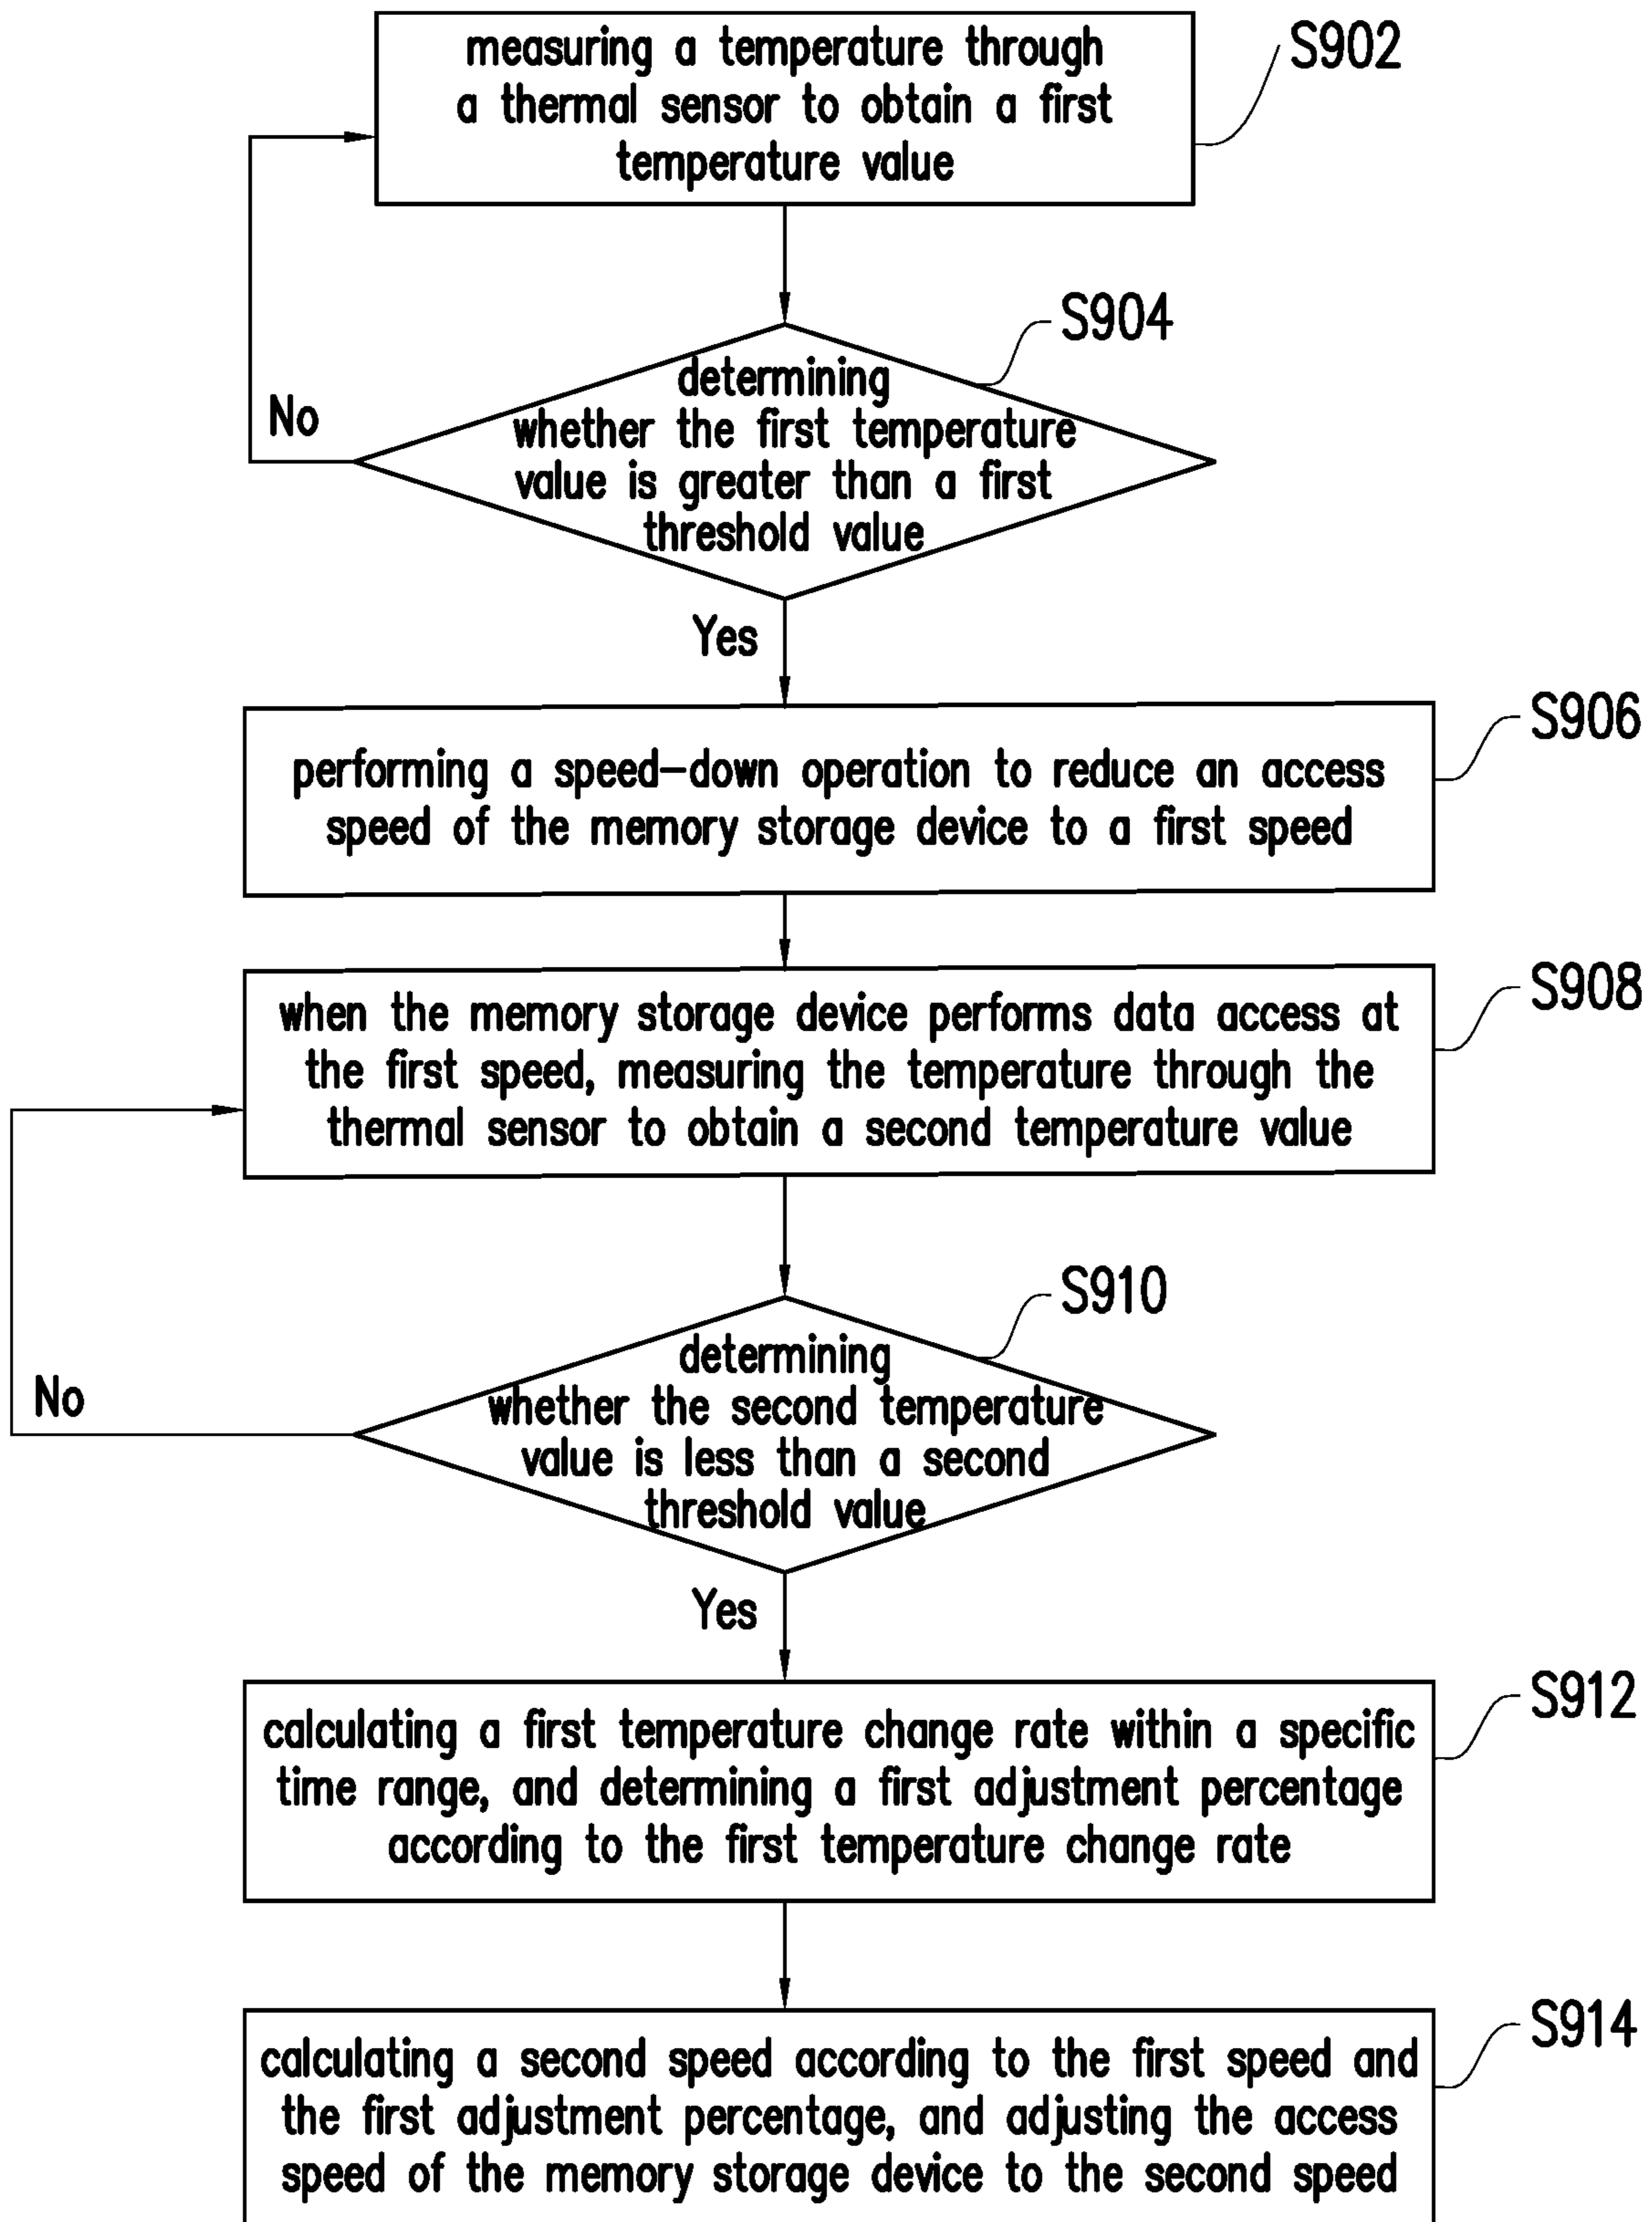 measuring a temperature through
a thermal sensor to obtain a first
temperature value
S902
S904
determining
whether the first temperature
value is greater than a first
threshold value
No
Yes
S906
performing a speed-down operation to reduce an access
speed of the memory storage device to a first speed
S908
when the memory storage device performs data access at
the first speed, measuring the temperature through the
thermal sensor to obtain a second temperature value
S910
determining
whether the second temperature
value is less than a second
threshold value
No
Yes
S912
calculating a first temperature change rate within a specific
time range, and determining a first adjustment percentage
according to the first temperature change rate
S914
calculating a second speed according to the first speed and
the first adjustment percentage, and adjusting the access
speed of the memory storage device to the second speed